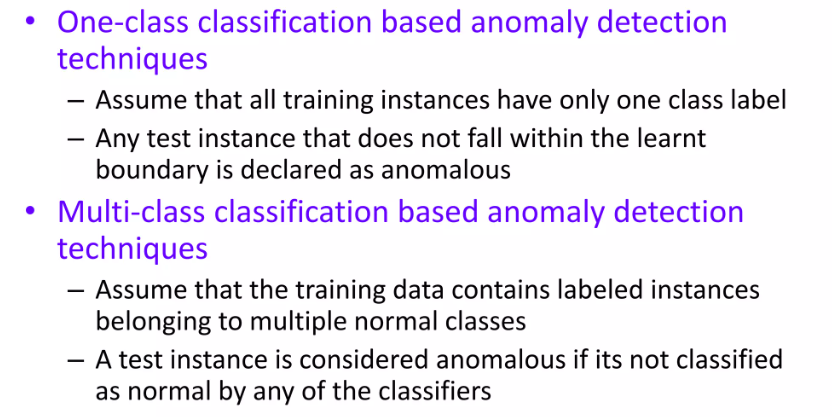 • One-class classification based anomaly detection
techniques
– Assume that all training instances have only one class label
– Any test instance that does not fall within the learnt
boundary is declared as anomalous
• Multi-class classification based anomaly detection
techniques
– Assume that the training data contains labeled instances
belonging to multiple normal classes
– A test instance is considered anomalous if its not classified
as normal by any of the classifiers